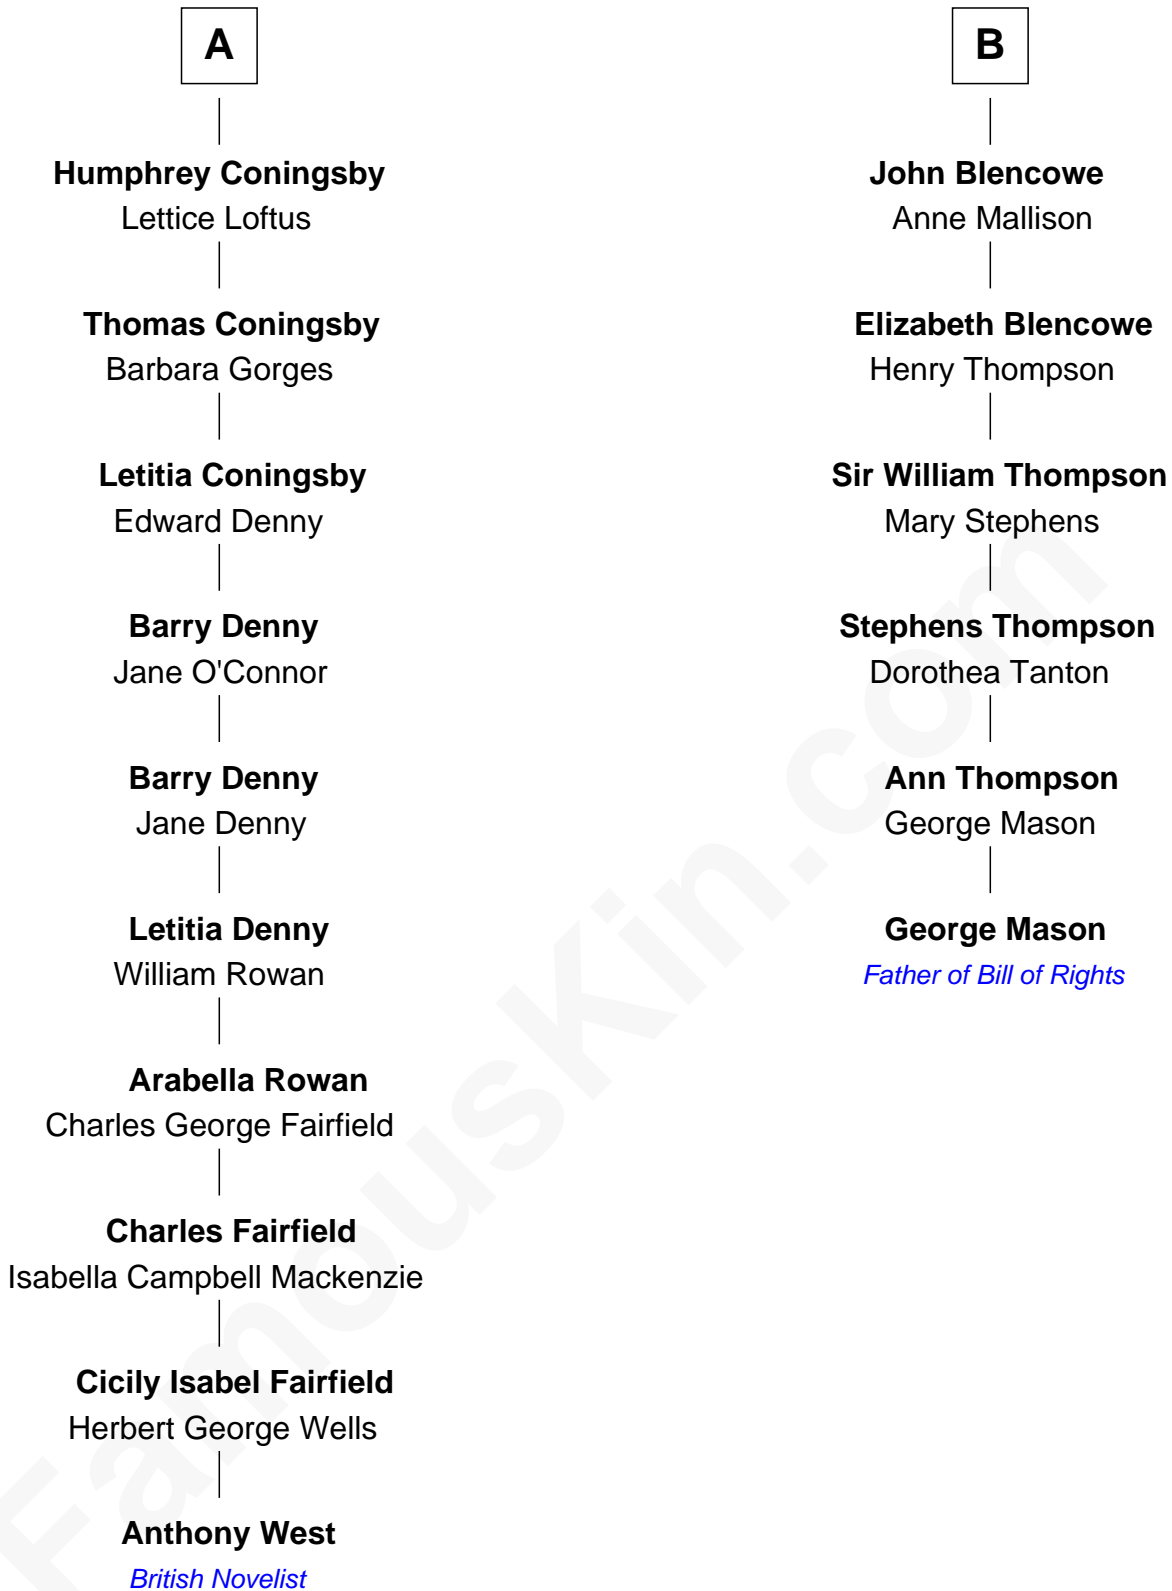 A
Humphrey Coningsby
Lettice Loftus
Thomas Coningsby
Barbara Gorges
Letitia Coningsby
Edward Denny
Barry Denny
Jane O'Connor
Barry Denny
Jane Denny
Letitia Denny
William Rowan
Arabella Rowan
Charles George Fairfield
Charles Fairfield
Isabella Campbell Mackenzie
Cicily Isabel Fairfield
Herbert George Wells
Anthony West
British Novelist
B
John Blencowe
Anne Mallison
Elizabeth Blencowe
Henry Thompson
Sir William Thompson
Mary Stephens
Stephens Thompson
Dorothea Tanton
Ann Thompson
George Mason
George Mason
Father of Bill of Rights
FamousKin.com